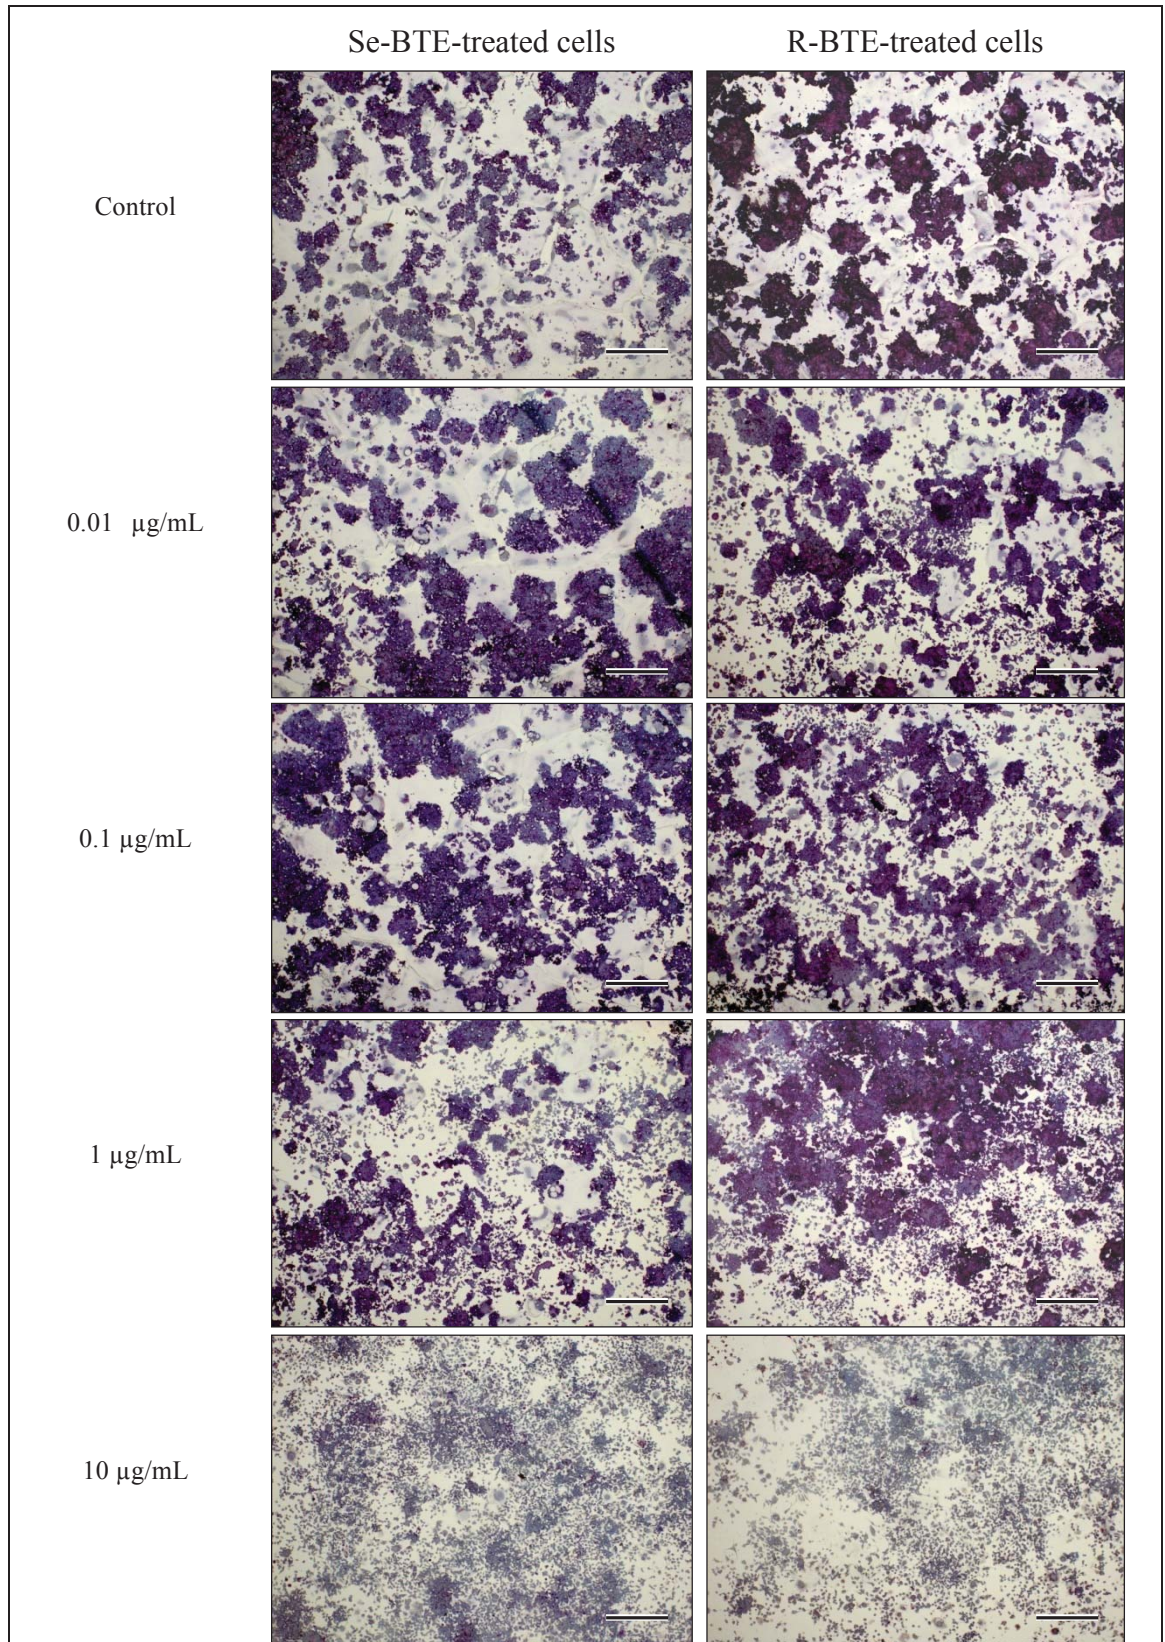 Se-BTE-treated cells
R-BTE-treated cells
Control
0.01 µg/mL
0.1 µg/mL
1 µg/mL
10 µg/mL